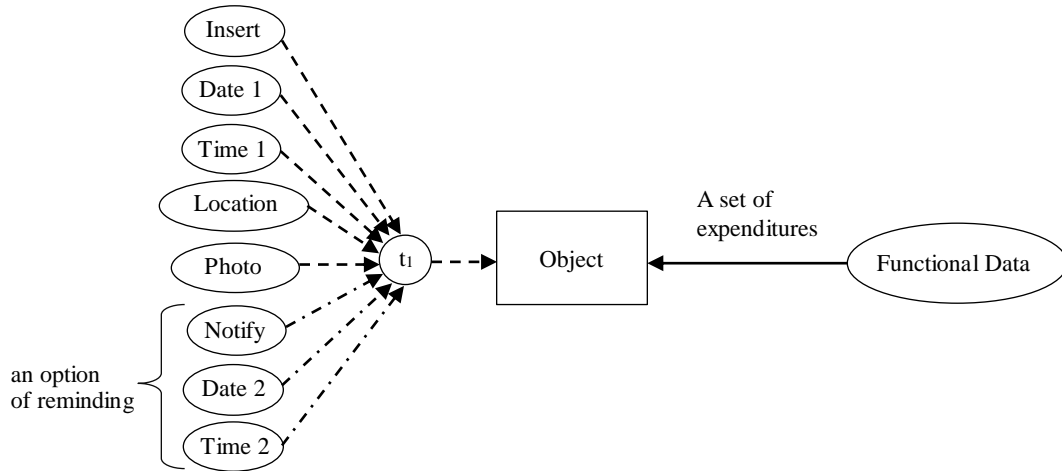 Insert
Date 1
Time 1
Location
Photo
Notify
Date 2
Time 2
an option
of reminding
t1
Object
A set of
expenditures
Functional Data